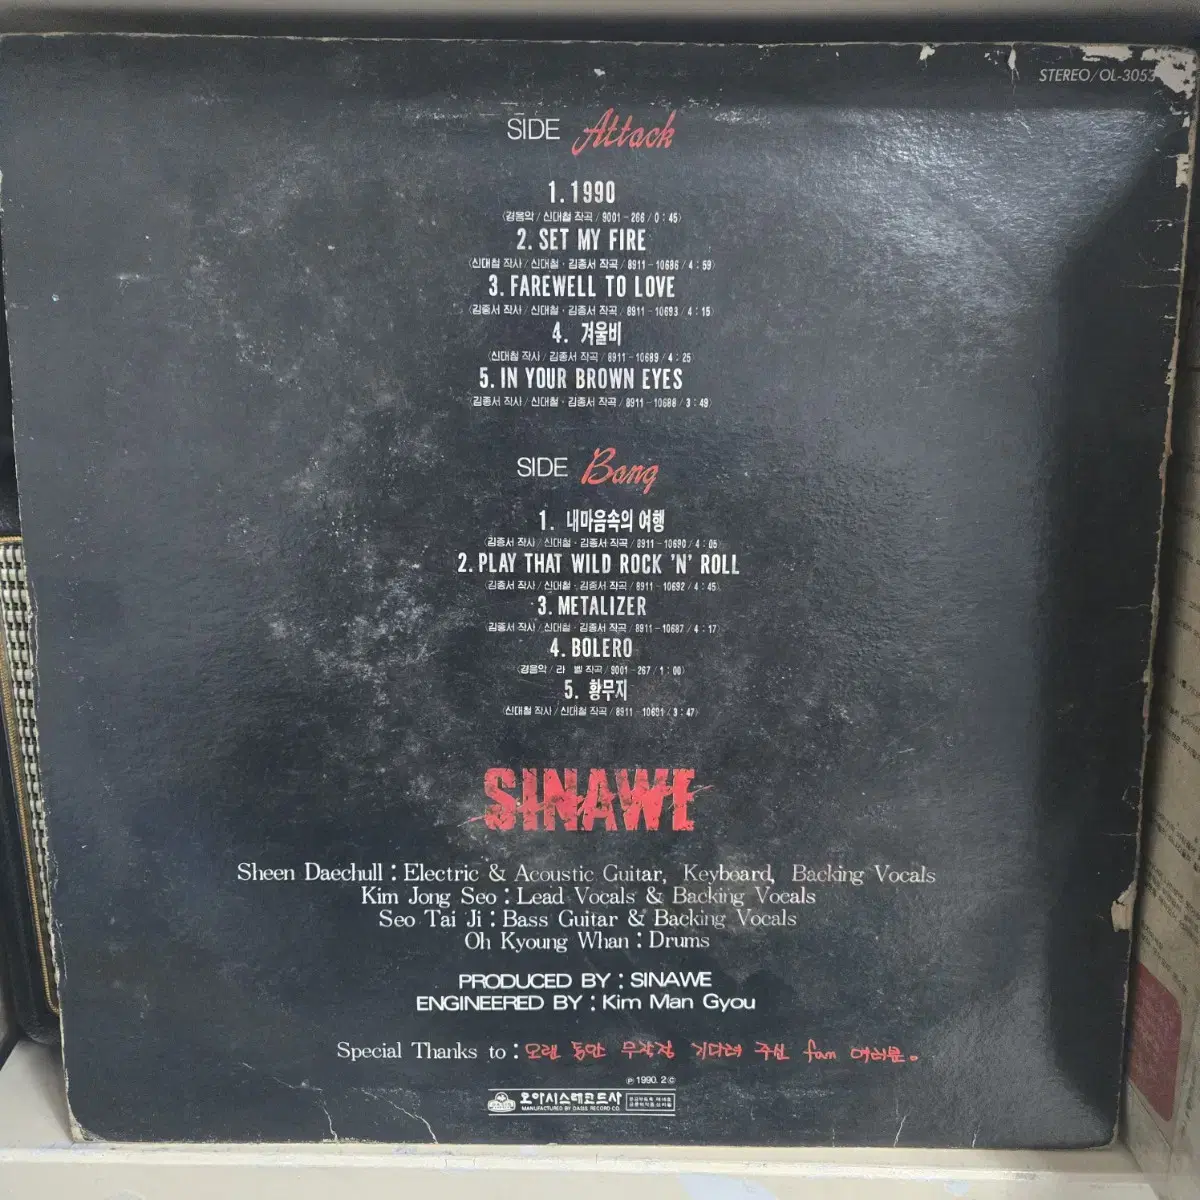 STEREO/OL-3053
SIDE Attack
1. 1990
(경음악 / 신대철 작곡 / 9001-266 / 0:45)
2. SET MY FIRE
(신대철 작사 / 신대철·김종서 작곡 / 8911-10686 / 4:59)
3. FAREWELL TO LOVE
(김종서 작사 / 신대철·김종서 작곡 / 8911-10693 / 4:15)
4. 겨울비
(신대철 작사 / 김종서 작곡 / 8911-10689 / 4:25
5. IN YOUR BROWN EYES
(김종서 작사 / 신대철·김종서 작곡 / 8911-10688 / 3:49)
SIDE Bang
1. 내마음속의 여행
(김종서 작사 / 신대철·김종서 작곡 / 8911-10690 / 4:05)
2. PLAY THAT WILD ROCK 'N' ROLL
(김종서 작사 / 신대철·김종서 작곡 / 8911-10692 / 4:45)
3. METALIZER
(김종서 작사 / 신대철·김종서 작곡 / 8911-10687 / 4:17)
4. BOLERO
(경음악 / 라 벨 작곡 / 9001-267 / 1:00)
5. 황무지
(신대철 작사 / 신대철 작곡 / 8911-10691 / 3:47)
SINAWE
Sheen Daechull : Electric & Acoustic Guitar, Keyboard, Backing Vocals
Kim Jong Seo : Lead Vocals & Backing Vocals
Seo Tai Ji : Bass Guitar & Backing Vocals
Oh Kyoung Whan : Drums
PRODUCED BY : SINAWE
ENGINEERED BY : Kim Man Gyou
Special Thanks to : 오랜 동안 무작정 기다려 주신 fan 여러분.
Ⓟ 1990. 2 ©
오아시스레코드사
MANUFACTURED BY OASIS RECORD CO.